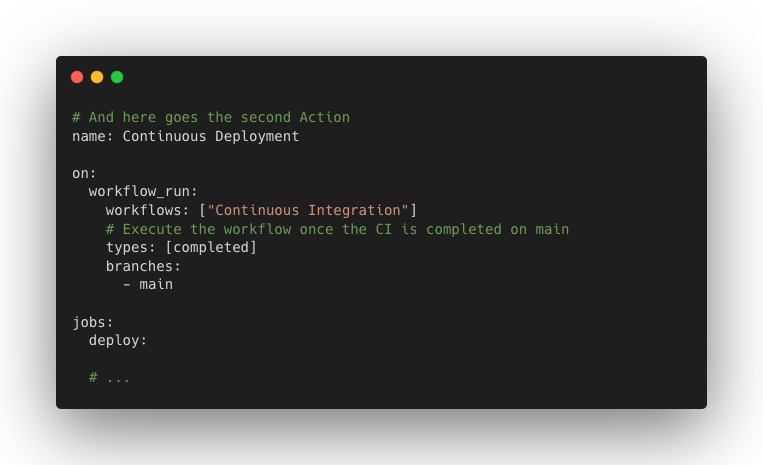 # And here goes the second Action
name: Continuous Deployment
on:
workflow_run:
workflows: ["Continuous Integration"]
# Execute the workflow once the CI is completed on main
types: [completed]
branches:
- main
jobs:
deploy:
# ...